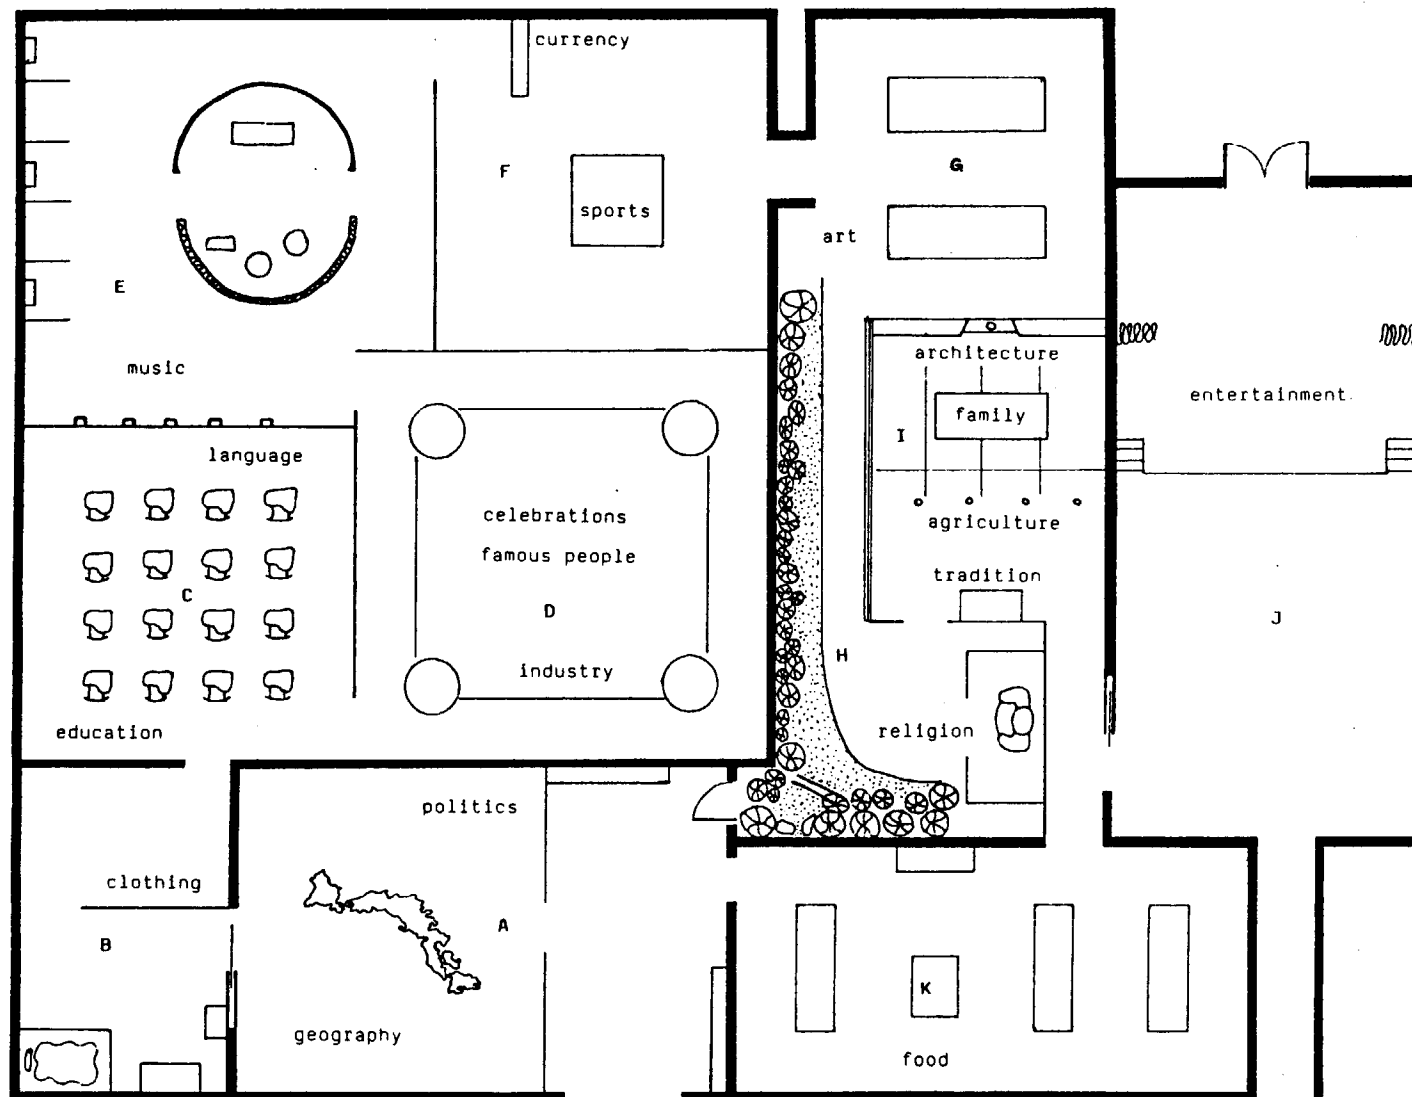 currency
F
G
sports
art
E
architecture
music
entertainment
family
I
language
celebrations
agriculture
famous people
tradition
C
D
J
H
industry
education
religion
politics
clothing
A
B
K
geography
food